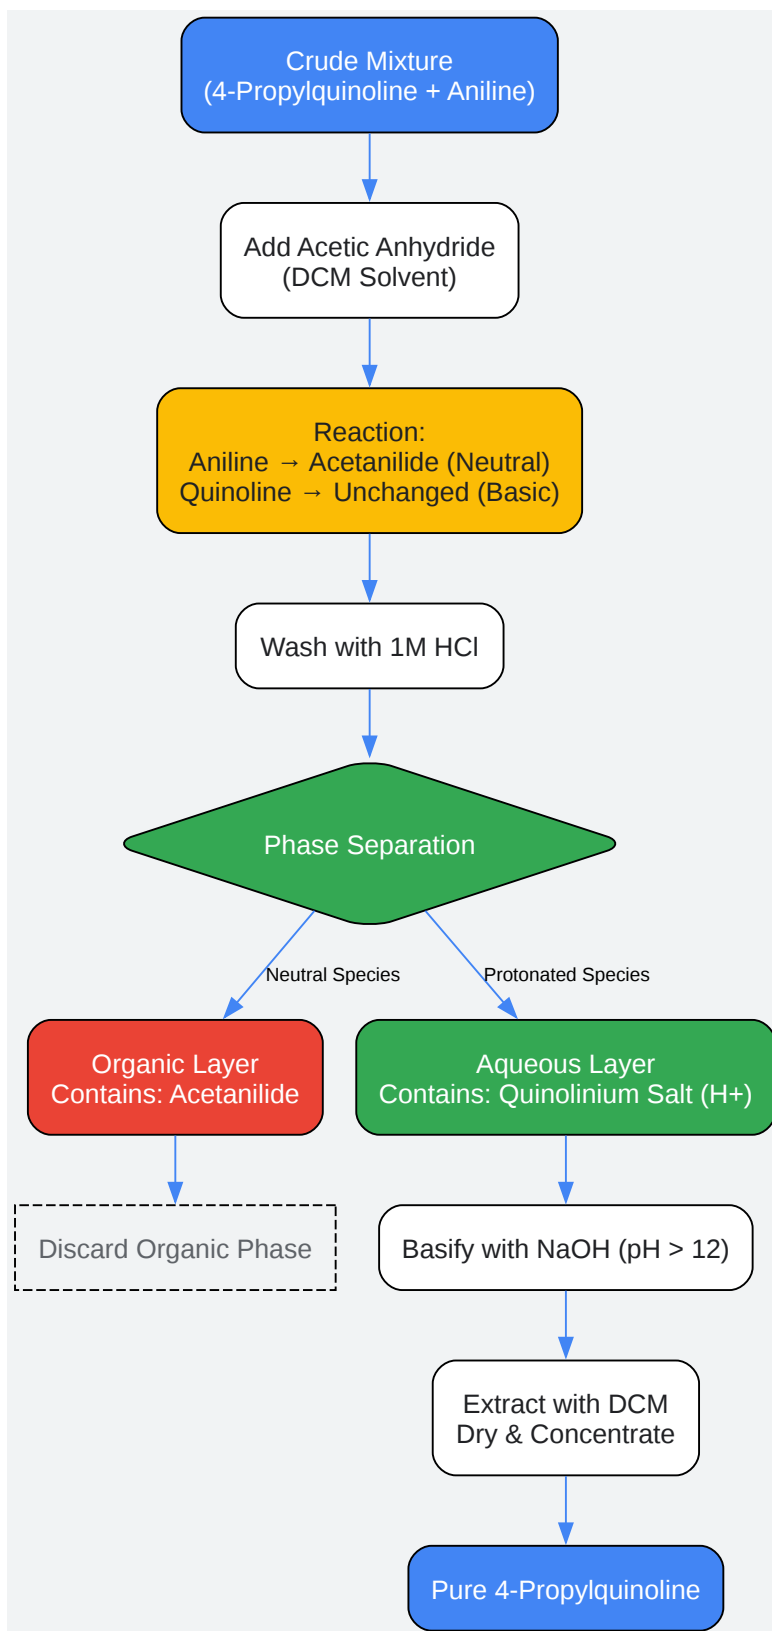 Crude Mixture
(4-Propylquinoline + Aniline)
Add Acetic Anhydride
(DCM Solvent)
Reaction:
Aniline → Acetanilide (Neutral)
Quinoline → Unchanged (Basic)
Wash with 1M HCl
Phase Separation
Neutral Species
Protonated Species
Organic Layer
Contains: Acetanilide
Aqueous Layer
Contains: Quinolinium Salt (H+)
Discard Organic Phase
Basify with NaOH (pH > 12)
Extract with DCM
Dry & Concentrate
Pure 4-Propylquinoline